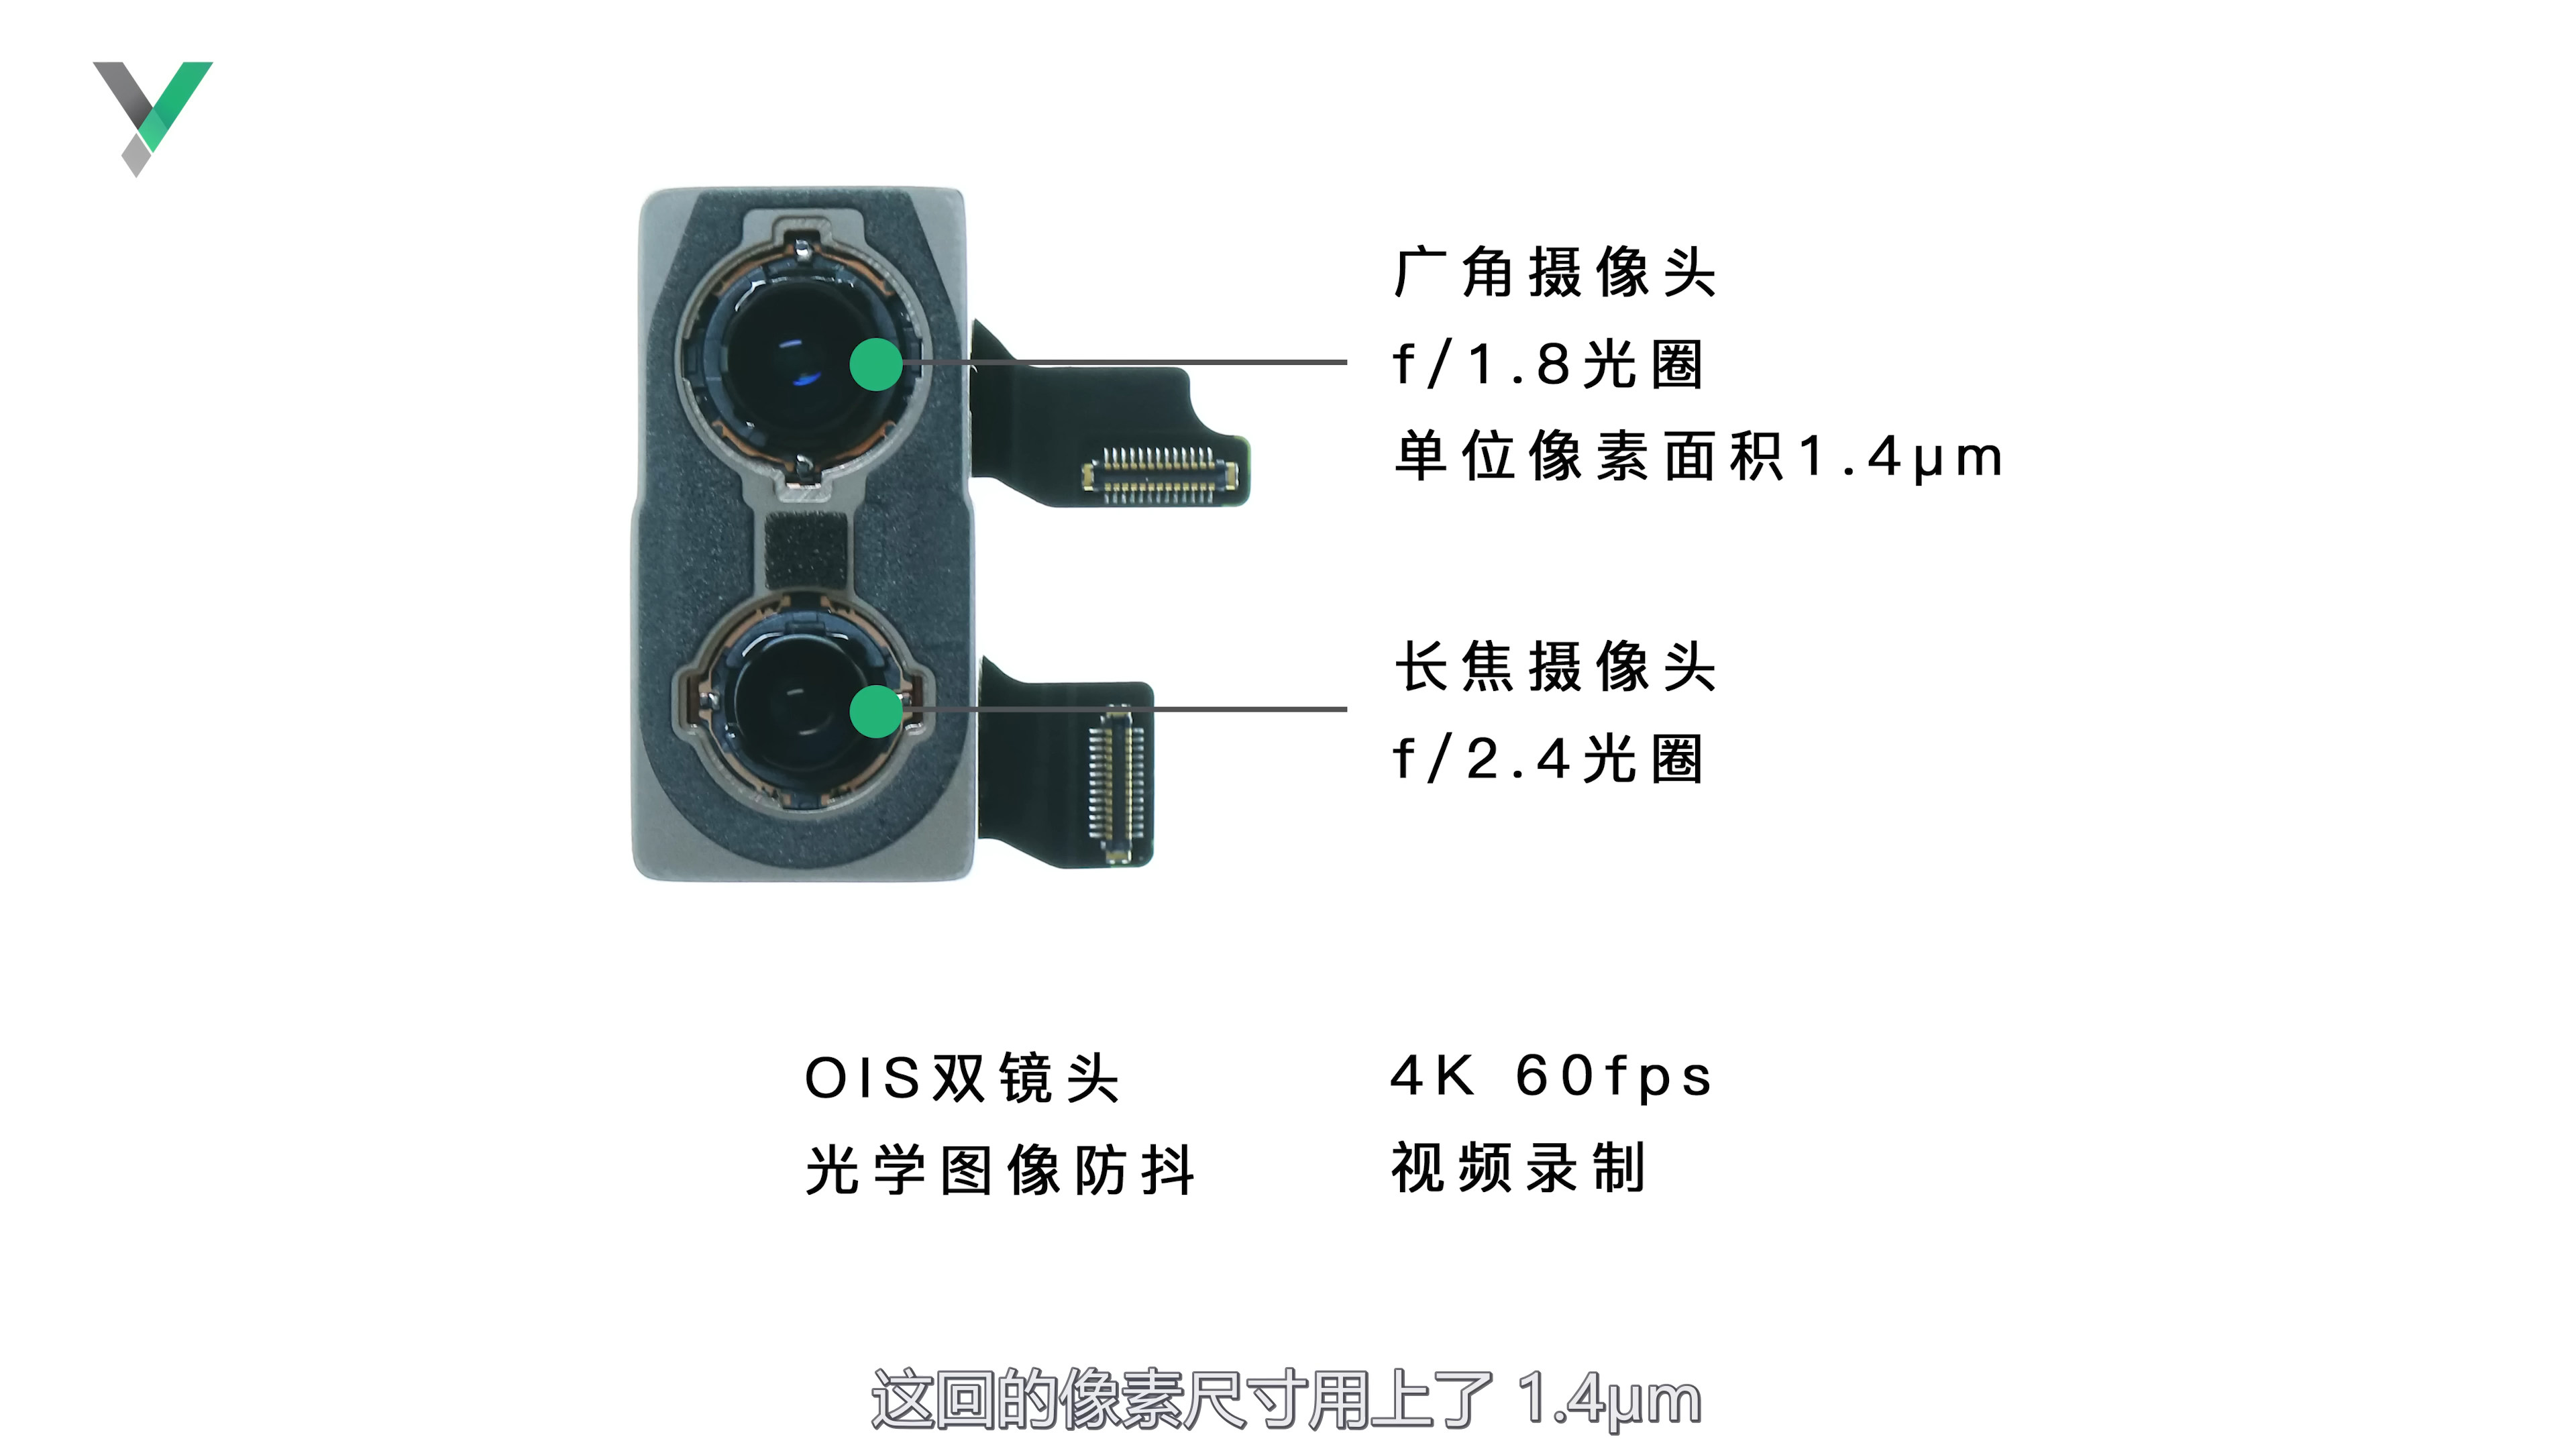 广角摄像头
f/1.8光圈
单位像素面积1.4μm
长焦摄像头
f/2.4光圈
OIS双镜头
光学图像防抖
4K 60fps
视频录制
这回的像素尺寸用上了 1.4μm